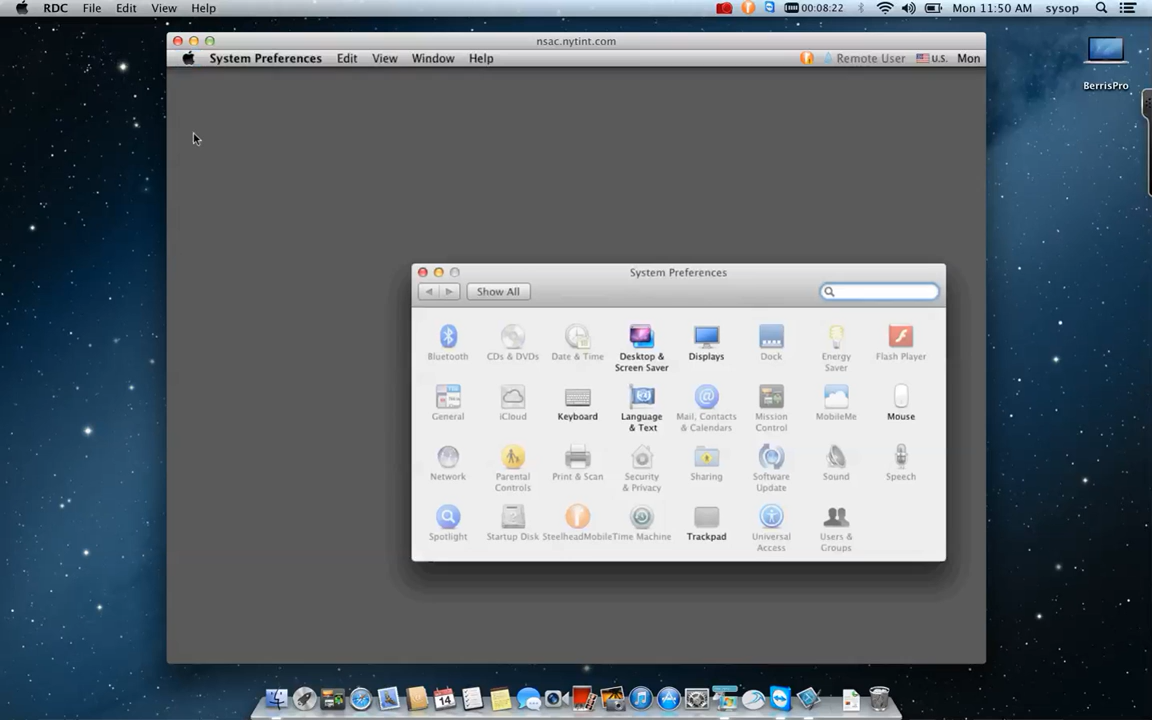 RDC File Edit View Help 00:08:22 Mon 11:50 AM sysop
nsac.nytint.com
System Preferences Edit View Window Help Remote User U.S. Mon
BerrisPro
System Preferences
Show All
Bluetooth CDs & DVDs Date & Time Desktop & Screen Saver Displays Dock Energy Saver Flash Player
General iCloud Keyboard Language & Text Mail, Contacts & Calendars Mission Control MobileMe Mouse
Network Parental Controls Print & Scan Security & Privacy Sharing Software Update Sound Speech
Spotlight Startup Disk SteelheadMobile Time Machine Trackpad Universal Access Users & Groups
14